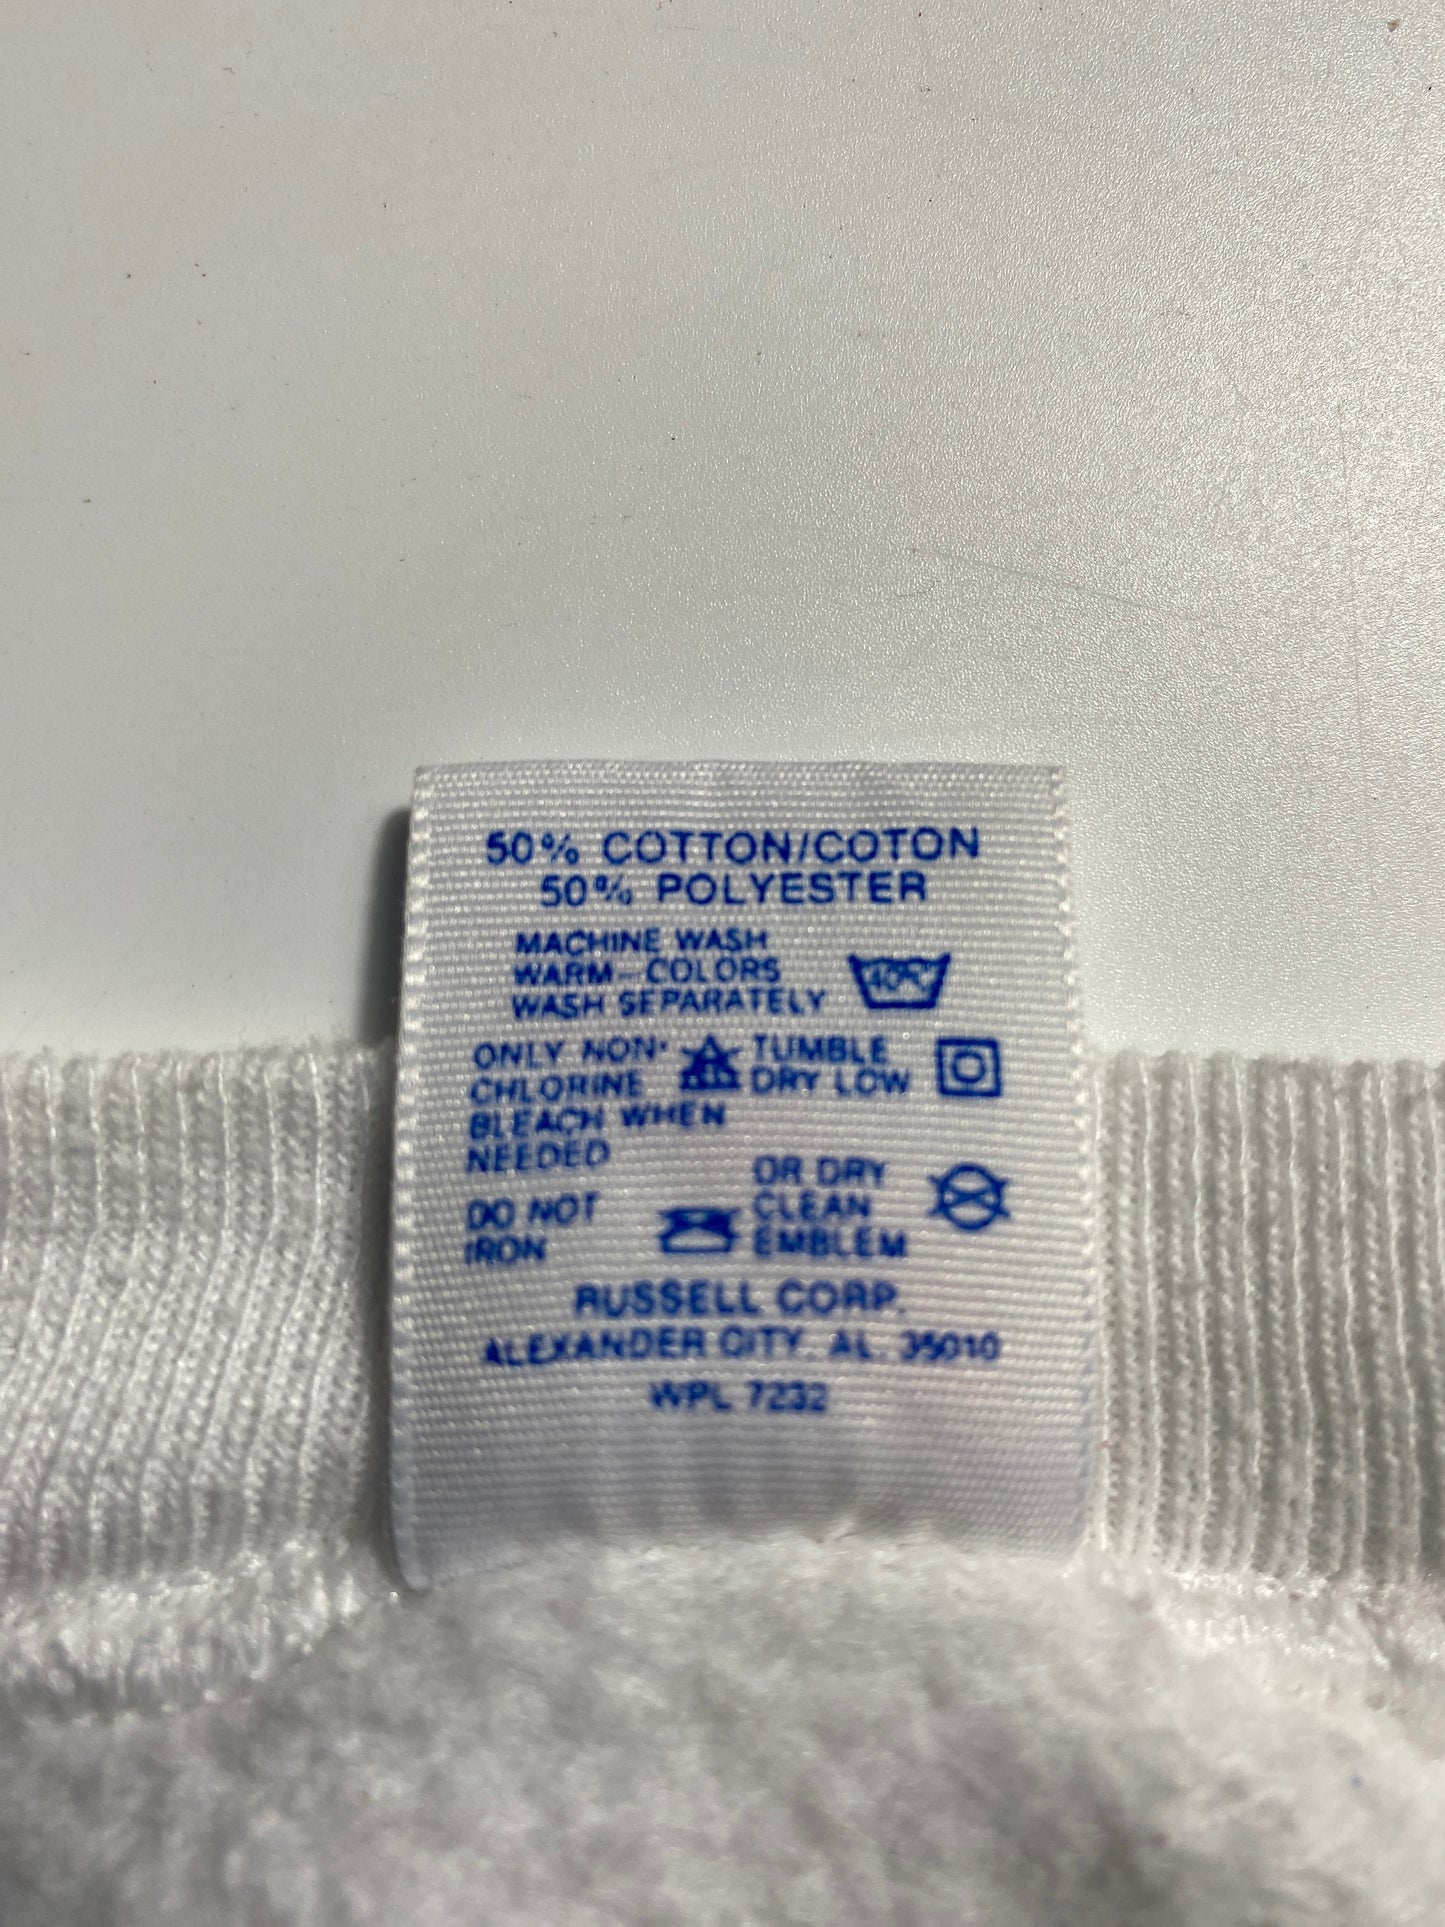 50% COTTON/COTON
50% POLYESTER
MACHINE WASH
WARM-COLORS
WASH SEPARATELY
40°C
ONLY NON-
CHLORINE
BLEACH WHEN
NEEDED
TUMBLE
DRY LOW
DO NOT
IRON
OR DRY
CLEAN
EMBLEM
RUSSELL CORP.
ALEXANDER CITY, AL. 35010
WPL 7232